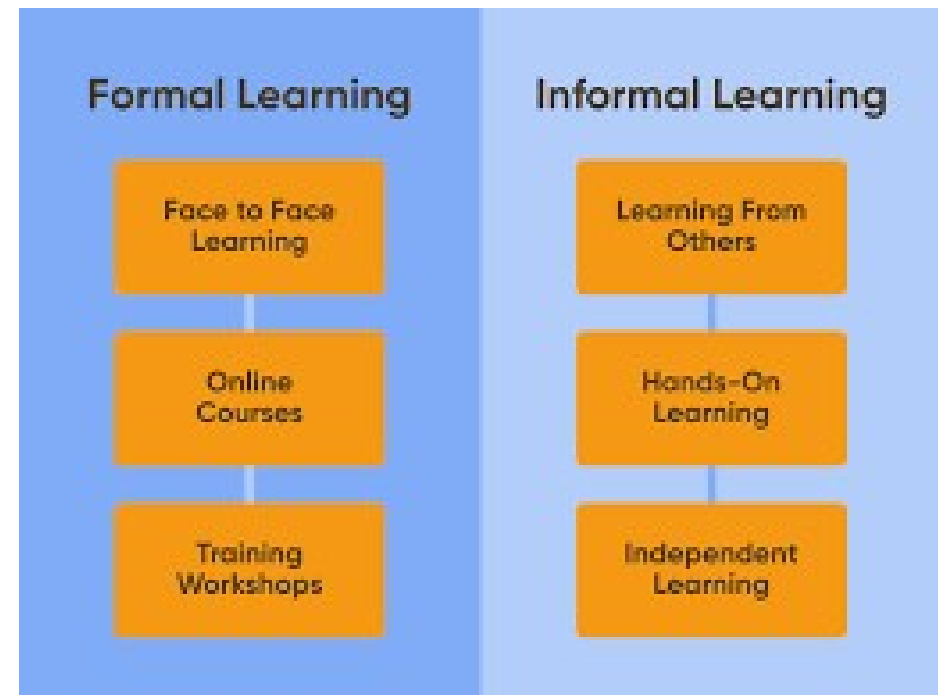 Formal Learning
Face to Face
Learning
Online
Courses
Training
Workshops
Informal Learning
Learning From
Others
Hands-On
Learning
Independent
Learning